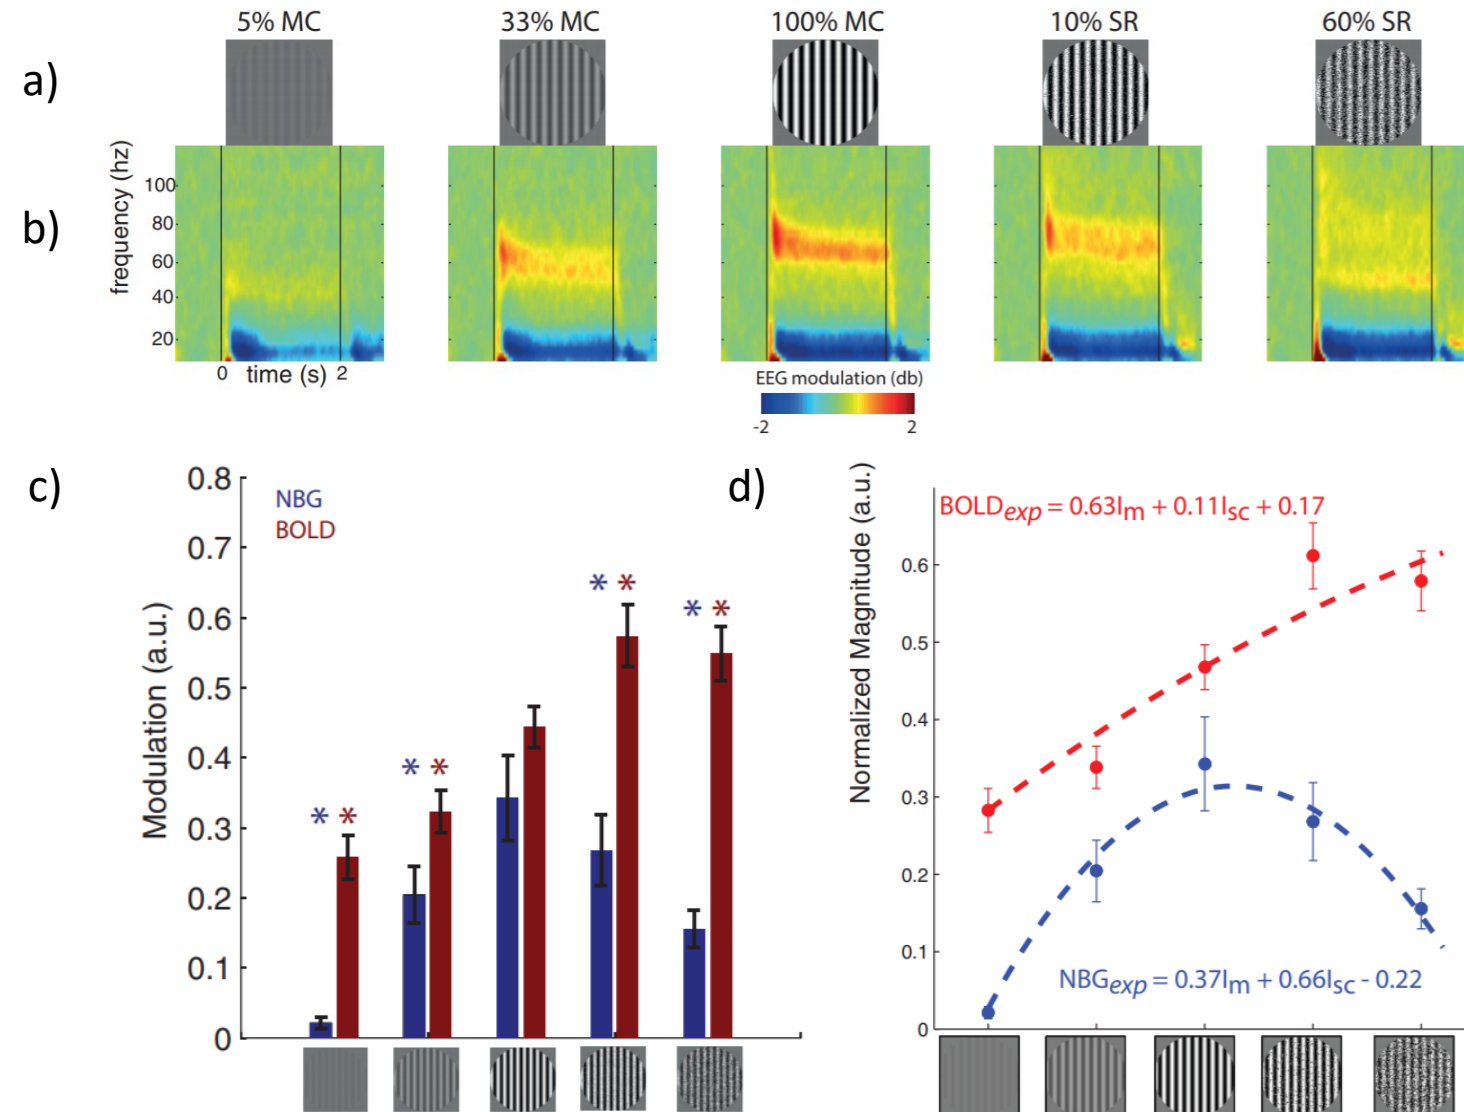 5% MC 33% MC 100% MC 10% SR 60% SR
a)
b)
frequency (hz)
100
80
60
40
20
0 time (s) 2
EEG modulation (db)
-2 2
c)
Modulation (a.u.)
0.8
0.7
0.6
0.5
0.4
0.3
0.2
0.1
0
NBG
BOLD
* * * * * * * *
d)
Normalized Magnitude (a.u.)
BOLDexp = 0.63Im + 0.11Isc + 0.17
0.6
0.5
0.4
0.3
0.2
0.1
0
NBGexp = 0.37Im + 0.66Isc - 0.22